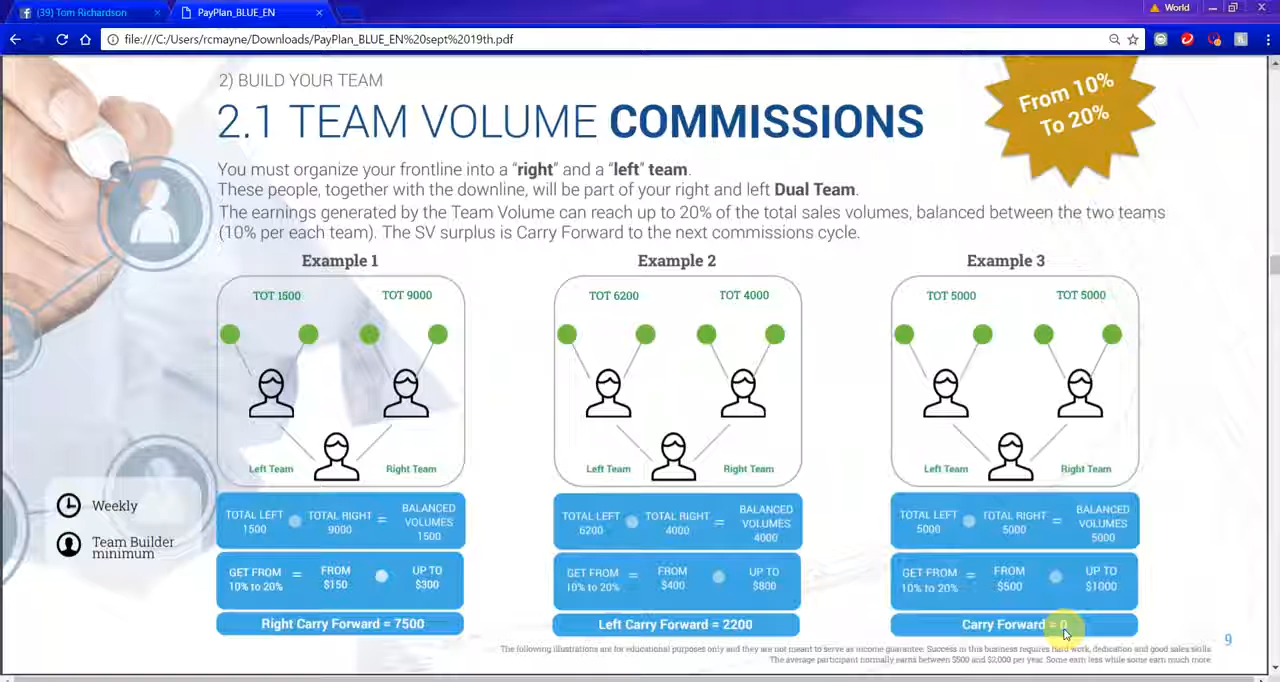 (39) Tom Richardson
PayPlan_BLUE_EN
World
file:///C:/Users/rcmayne/Downloads/PayPlan_BLUE_EN%20sept%2019th.pdf
2) BUILD YOUR TEAM
2.1 TEAM VOLUME COMMISSIONS
From 10%
To 20%
You must organize your frontline into a “right” and a “left” team.
These people, together with the downline, will be part of your right and left Dual Team.
The earnings generated by the Team Volume can reach up to 20% of the total sales volumes, balanced between the two teams
(10% per each team). The SV surplus is Carry Forward to the next commissions cycle.
Example 1
TOT 1500 TOT 9000
Left Team Right Team
TOTAL LEFT 1500 TOTAL RIGHT 9000 = BALANCED VOLUMES 1500
GET FROM 10% to 20% = FROM $150 UP TO $300
Right Carry Forward = 7500
Example 2
TOT 6200 TOT 4000
Left Team Right Team
TOTAL LEFT 6200 TOTAL RIGHT 4000 = BALANCED VOLUMES 4000
GET FROM 10% to 20% = FROM $400 UP TO $800
Left Carry Forward = 2200
Example 3
TOT 5000 TOT 5000
Left Team Right Team
TOTAL LEFT 5000 TOTAL RIGHT 5000 = BALANCED VOLUMES 5000
GET FROM 10% to 20% = FROM $500 UP TO $1000
Carry Forward = 0
Weekly
Team Builder
minimum
The following illustrations are for educational purposes only and they are not meant to serve as income guarantee. Success in this business requires hard work, dedication and good sales skills.
The average participant normally earns between $500 and $2,000 per year. Some earn less while some earn much more.
9